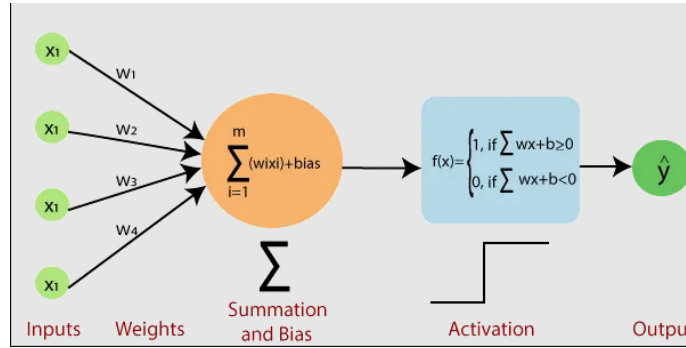 x₁
x₁
x₁
x₁
W₁
W₂
W₃
W₄
m
∑(wixi)+bias
i=1
f(x)={1, if ∑ wx+b≥0
0, if ∑ wx+b<0
ŷ
∑
Inputs
Weights
Summation
and Bias
Activation
Output